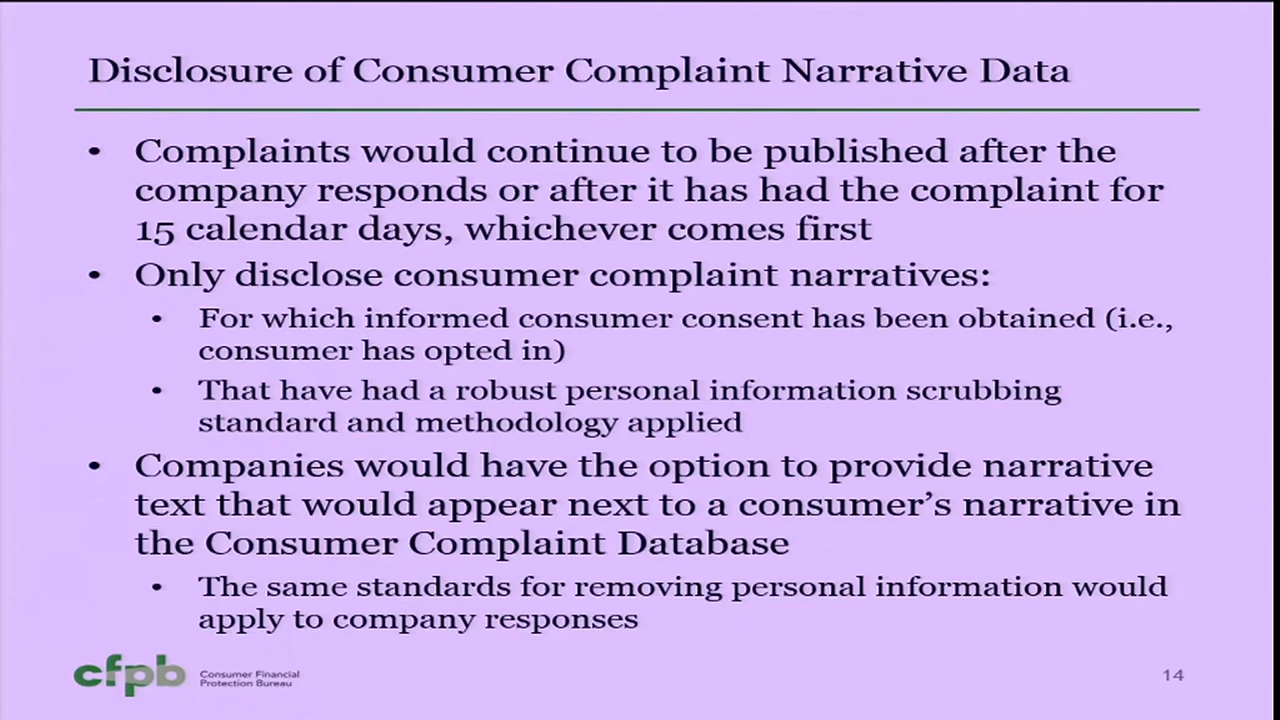 Disclosure of Consumer Complaint Narrative Data
• Complaints would continue to be published after the
company responds or after it has had the complaint for
15 calendar days, whichever comes first
• Only disclose consumer complaint narratives:
• For which informed consumer consent has been obtained (i.e.,
consumer has opted in)
• That have had a robust personal information scrubbing
standard and methodology applied
• Companies would have the option to provide narrative
text that would appear next to a consumer’s narrative in
the Consumer Complaint Database
• The same standards for removing personal information would
apply to company responses
cfpb
Consumer Financial
Protection Bureau
14